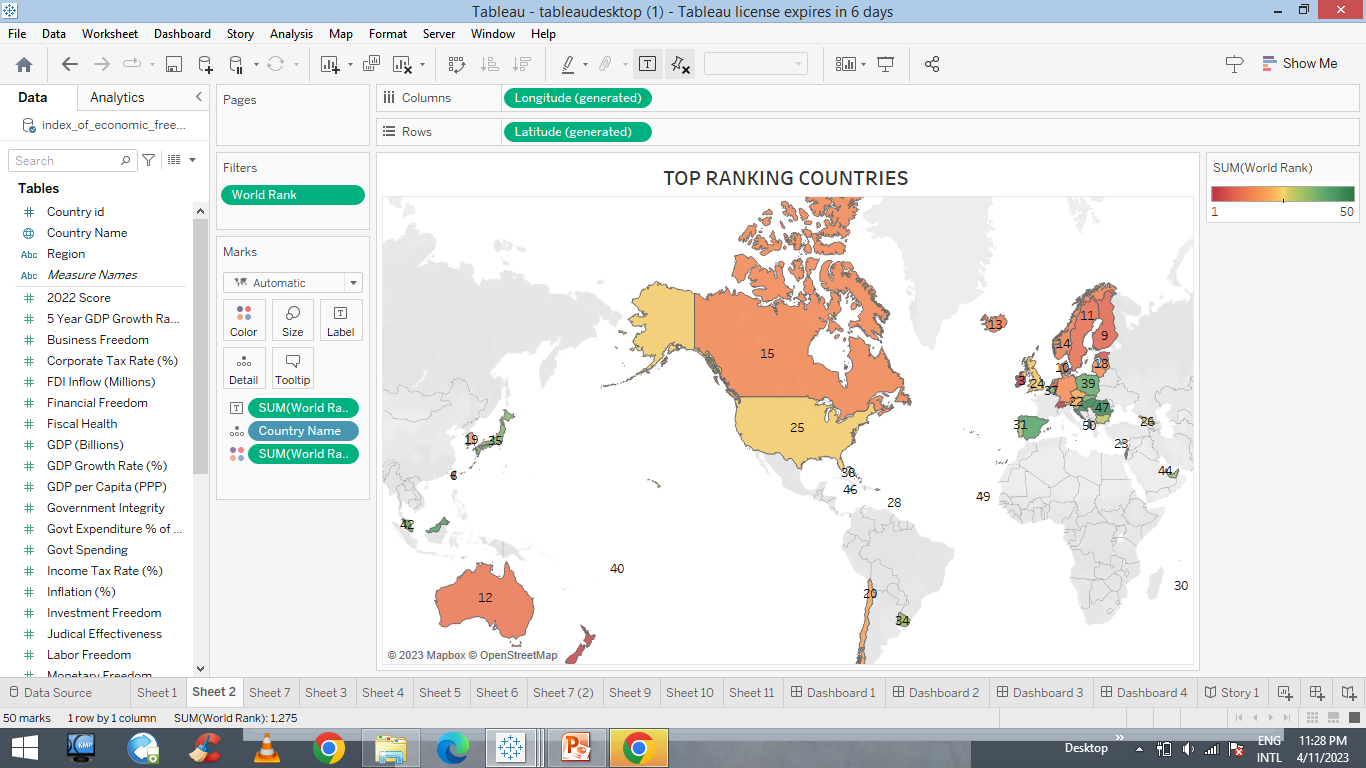 Tableau - tableaudesktop (1) - Tableau license expires in 6 days
File Data Worksheet Dashboard Story Analysis Map Format Server Window Help
Show Me
Data Analytics
index_of_economic_free...
Search
Tables
Country id
Country Name
Abc Region
Abc Measure Names
2022 Score
5 Year GDP Growth Ra...
Business Freedom
Corporate Tax Rate (%)
FDI Inflow (Millions)
Financial Freedom
Fiscal Health
GDP (Billions)
GDP Growth Rate (%)
GDP per Capita (PPP)
Government Integrity
Govt Expenditure % of ...
Govt Spending
Income Tax Rate (%)
Inflation (%)
Investment Freedom
Judical Effectiveness
Labor Freedom
Monetary Freedom
Pages
Filters
World Rank
Marks
Automatic
Color Size Label
Detail Tooltip
SUM(World Ra..
Country Name
SUM(World Ra..
Columns Longitude (generated)
Rows Latitude (generated)
TOP RANKING COUNTRIES
13
11
14
9
15
10
18
3
24
37
39
22
47
25
31
50
26
19
35
23
6
38
44
46
28
49
42
40
30
12
20
34
© 2023 Mapbox © OpenStreetMap
SUM(World Rank)
1 50
Data Source Sheet 1 Sheet 2 Sheet 7 Sheet 3 Sheet 4 Sheet 5 Sheet 6 Sheet 7 (2) Sheet 9 Sheet 10 Sheet 11 Dashboard 1 Dashboard 2 Dashboard 3 Dashboard 4 Story 1
50 marks 1 row by 1 column SUM(World Rank): 1,275
KMP
Desktop
ENG
INTL
11:28 PM
4/11/2023